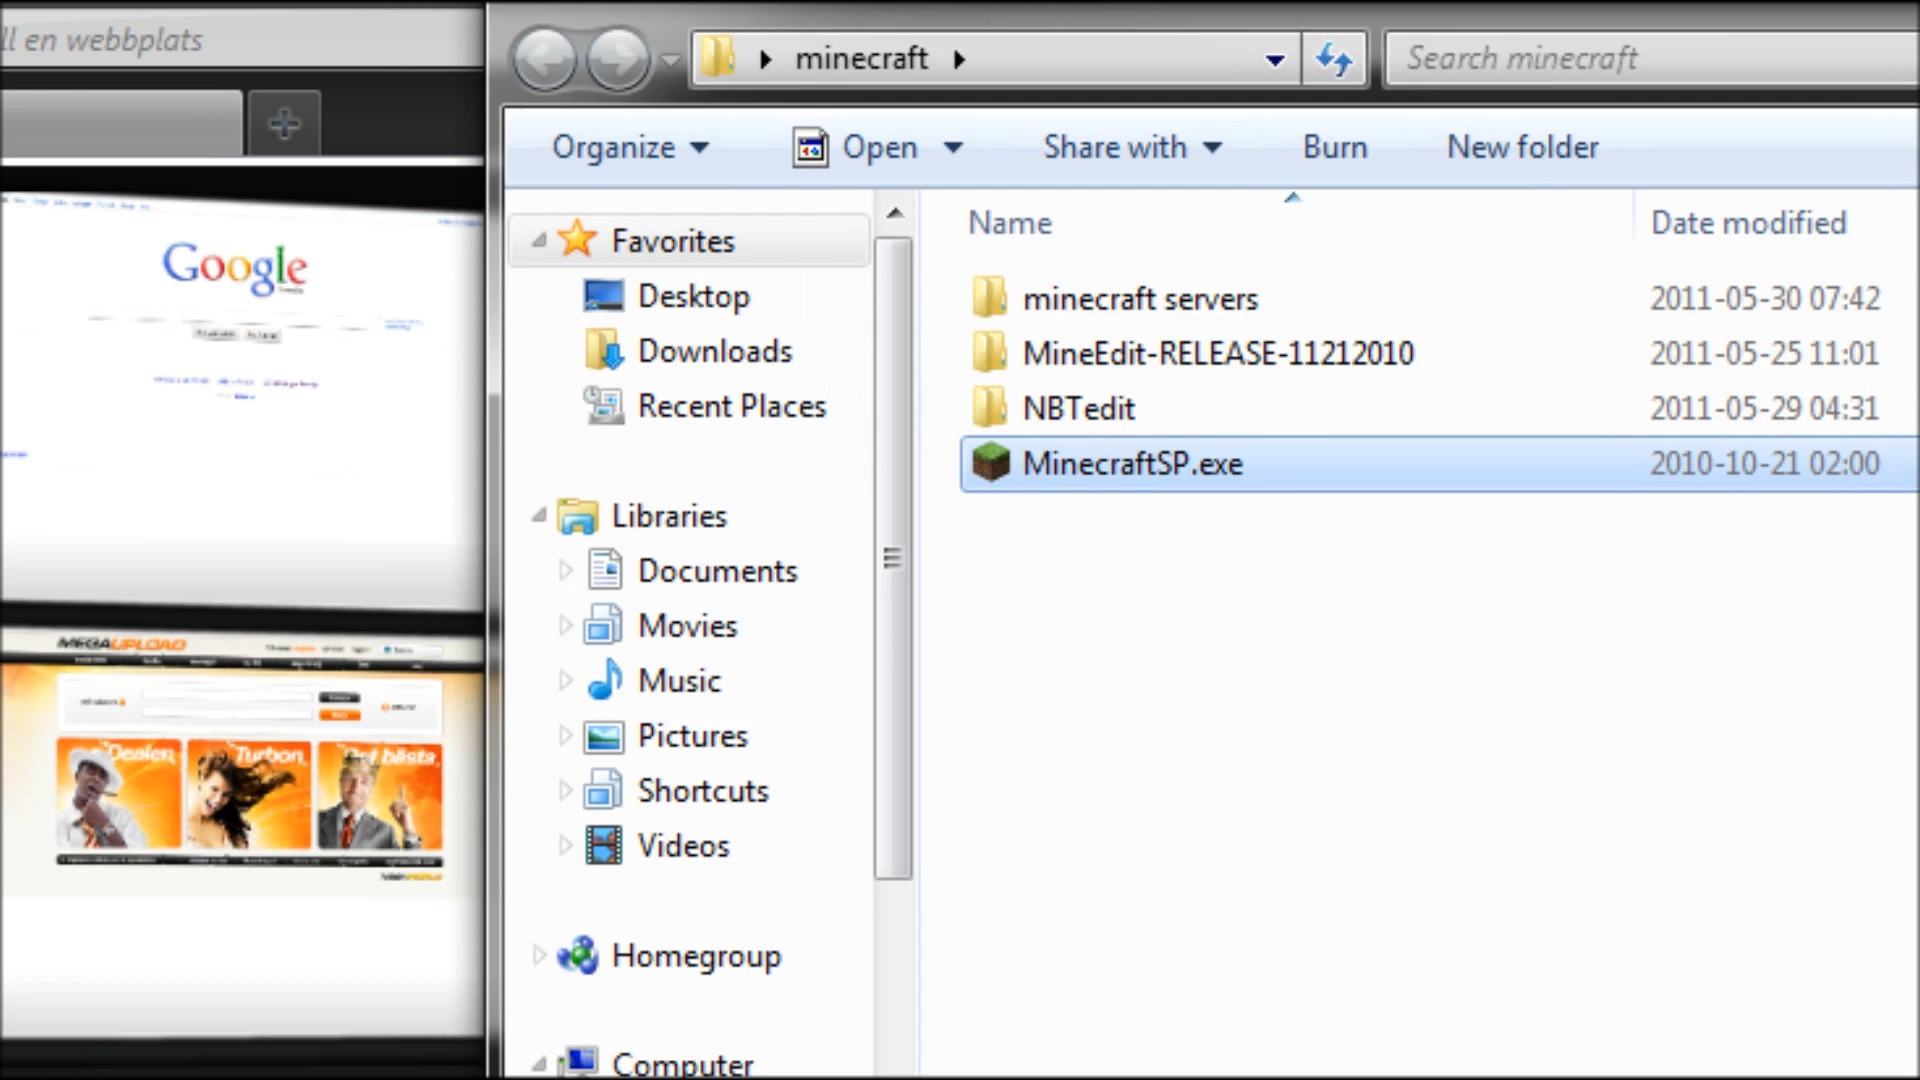 ll en webbplats
Google
MEGAUPLOAD
Dealen
Turbon
Det bästa
minecraft
Search minecraft
Organize
Open
Share with
Burn
New folder
Favorites
Desktop
Downloads
Recent Places
Libraries
Documents
Movies
Music
Pictures
Shortcuts
Videos
Homegroup
Computer
Name
Date modified
minecraft servers
2011-05-30 07:42
MineEdit-RELEASE-11212010
2011-05-25 11:01
NBTedit
2011-05-29 04:31
MinecraftSP.exe
2010-10-21 02:00